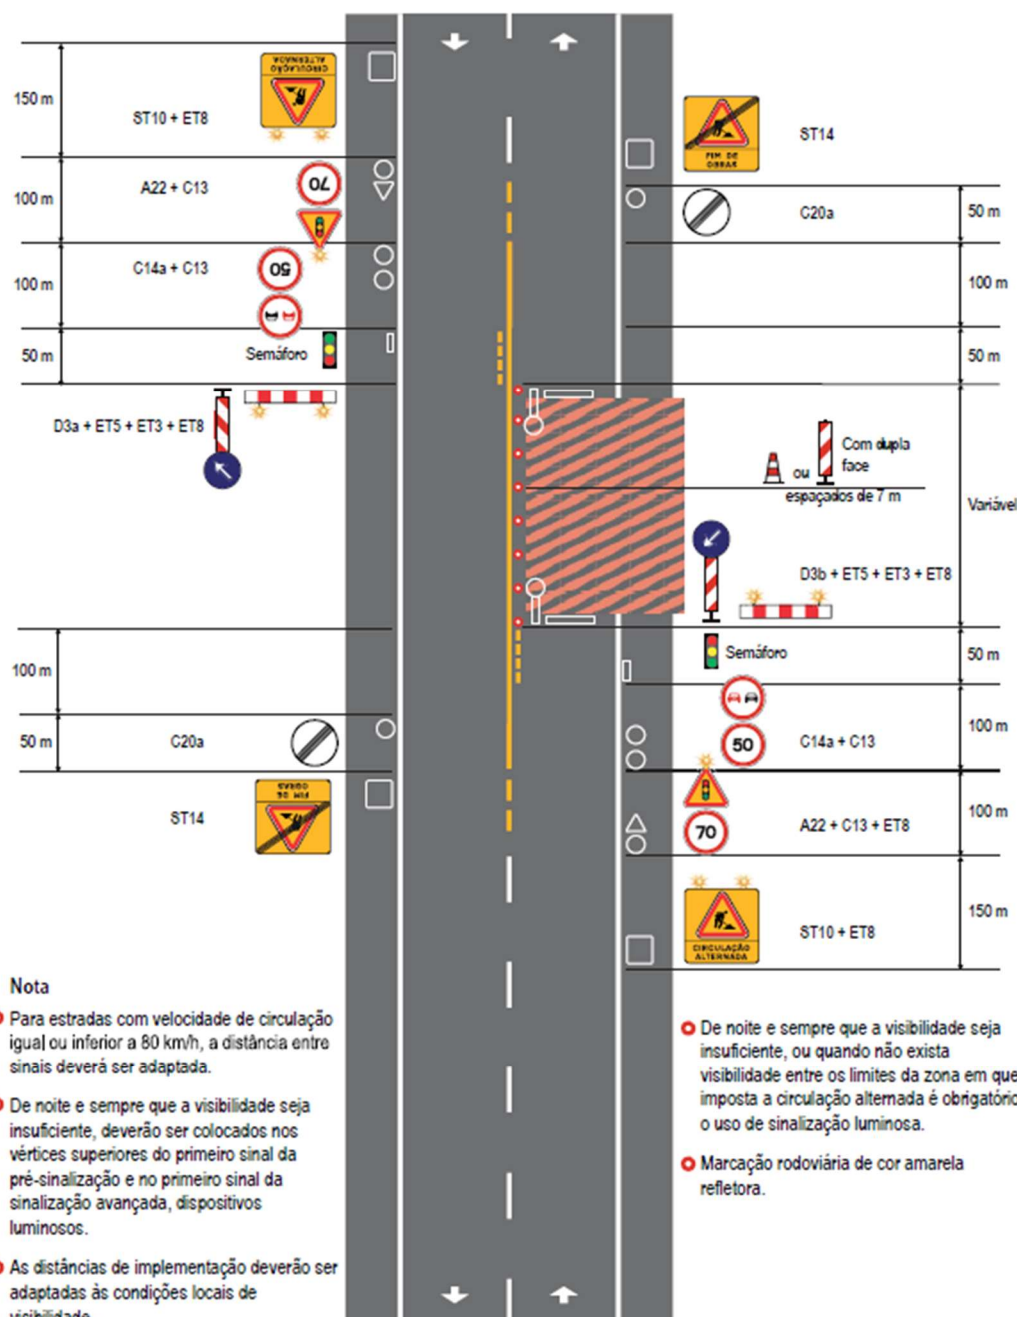 150 m
CIRCULAÇÃO
ALTERNADA
ST10 + ET8
100 m
A22 + C13
70
100 m
C14a + C13
50
50 m
Semáforo
D3a + ET5 + ET3 + ET8
100 m
50 m
C20a
ST14
FIM DE
OBRAS
FIM DE
OBRAS
ST14
C20a
50 m
100 m
50 m
Com dupla
face
ou
espaçados de 7 m
Variável
D3b + ET5 + ET3 + ET8
Semáforo
50 m
50
C14a + C13
100 m
70
A22 + C13 + ET8
100 m
CIRCULAÇÃO
ALTERNADA
ST10 + ET8
150 m
Nota
Para estradas com velocidade de circulação
igual ou inferior a 80 km/h, a distância entre
sinais deverá ser adaptada.
De noite e sempre que a visibilidade seja
insuficiente, deverão ser colocados nos
vértices superiores do primeiro sinal da
pré-sinalização e no primeiro sinal da
sinalização avançada, dispositivos
luminosos.
As distâncias de implementação deverão ser
adaptadas às condições locais de
De noite e sempre que a visibilidade seja
insuficiente, ou quando não exista
visibilidade entre os limites da zona em que
imposta a circulação alternada é obrigatório
o uso de sinalização luminosa.
Marcação rodoviária de cor amarela
refletora.